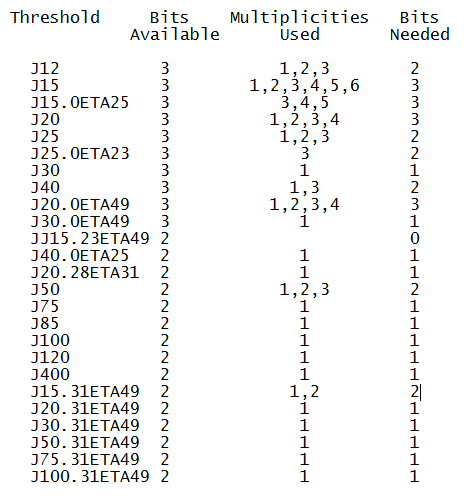 Threshold Bits Multiplicities Bits
Available Used Needed
J12 3 1,2,3 2
J15 3 1,2,3,4,5,6 3
J15.0ETA25 3 3,4,5 3
J20 3 1,2,3,4 3
J25 3 1,2,3 2
J25.0ETA23 3 3 2
J30 3 1 1
J40 3 1,3 2
J20.0ETA49 3 1,2,3,4 3
J30.0ETA49 3 1 1
JJ15.23ETA49 2 0
J40.0ETA25 2 1 1
J20.28ETA31 2 1 1
J50 2 1,2,3 2
J75 2 1 1
J85 2 1 1
J100 2 1 1
J120 2 1 1
J400 2 1 1
J15.31ETA49 2 1,2 2
J20.31ETA49 2 1 1
J30.31ETA49 2 1 1
J50.31ETA49 2 1 1
J75.31ETA49 2 1 1
J100.31ETA49 2 1 1